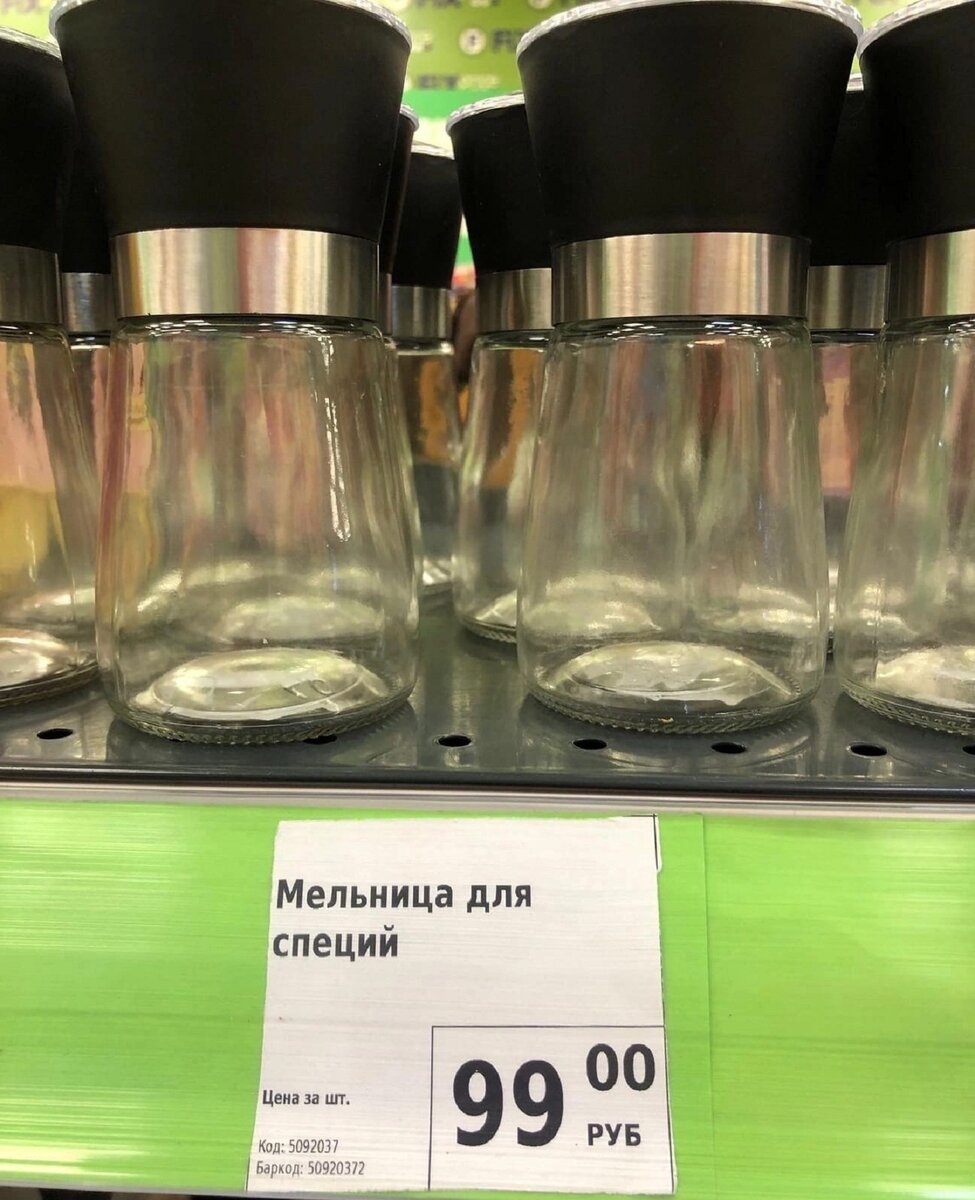 Мельница для
специй
Цена за шт.
99 00
РУБ
Код: 5092037
Баркод: 50920372